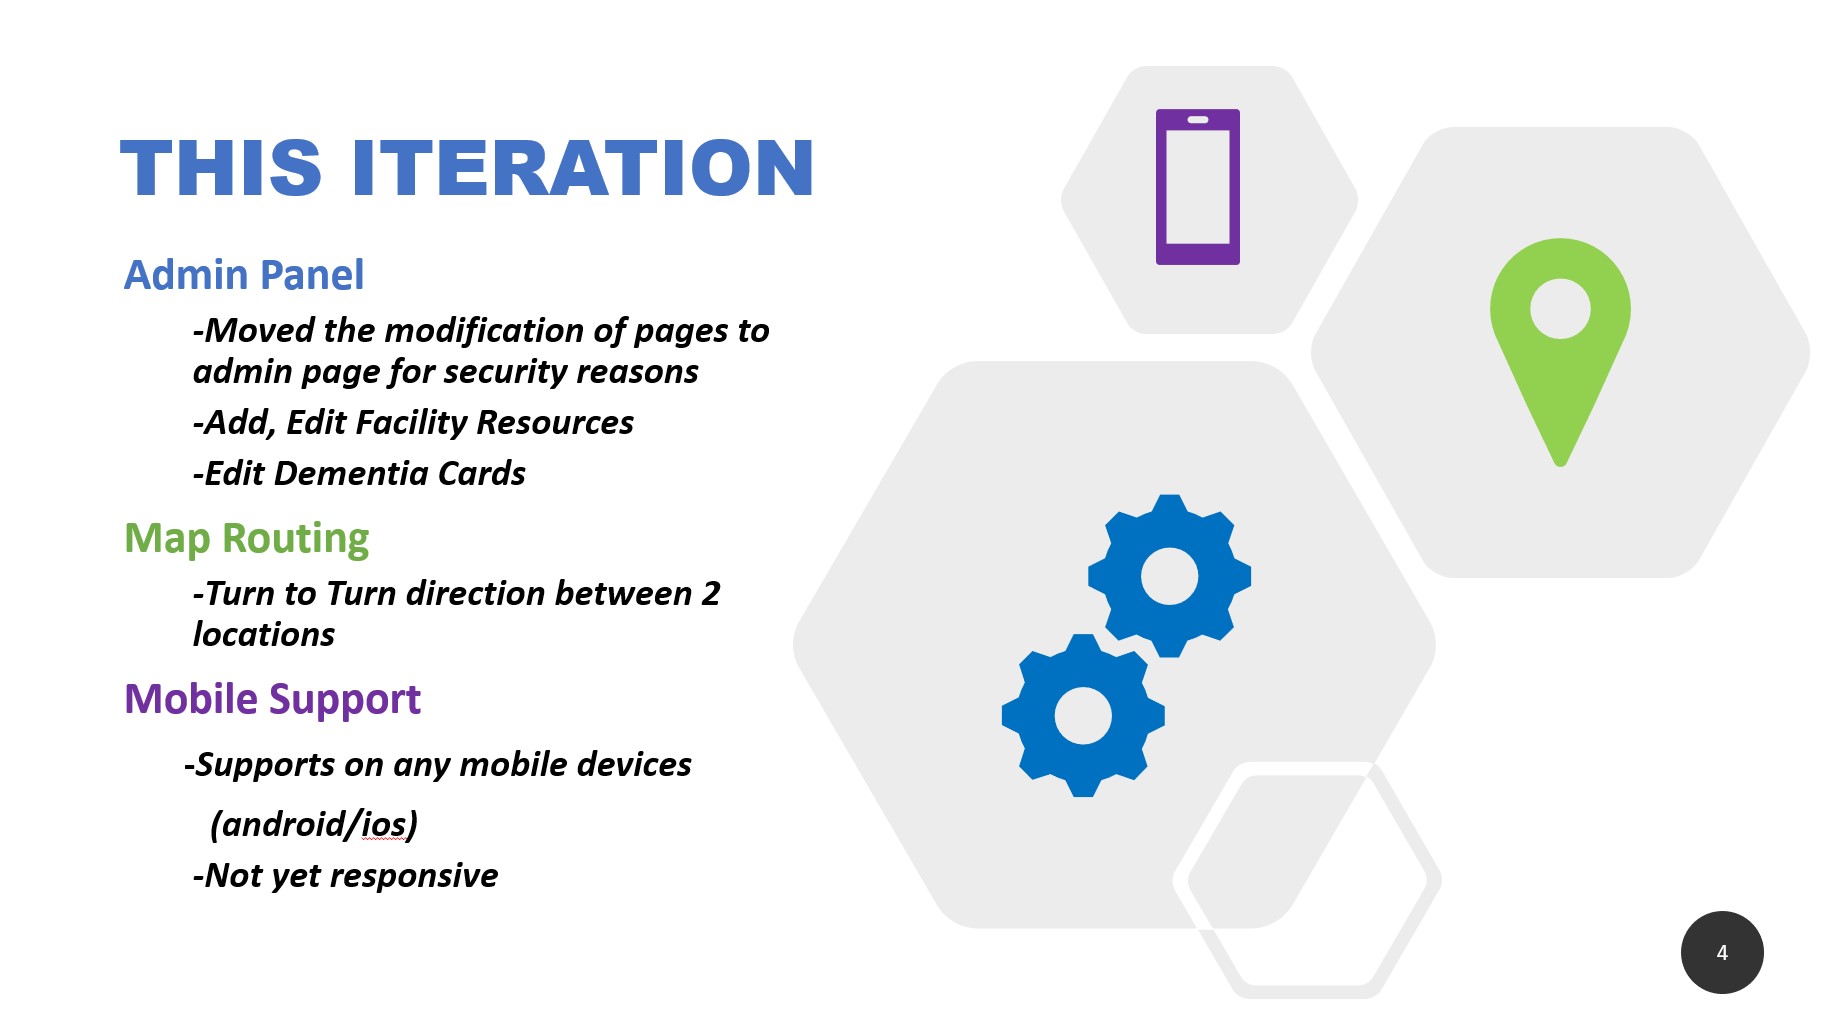 THIS ITERATION
Admin Panel
-Moved the modification of pages to
admin page for security reasons
-Add, Edit Facility Resources
-Edit Dementia Cards
Map Routing
-Turn to Turn direction between 2
locations
Mobile Support
-Supports on any mobile devices
(android/ios)
-Not yet responsive
4